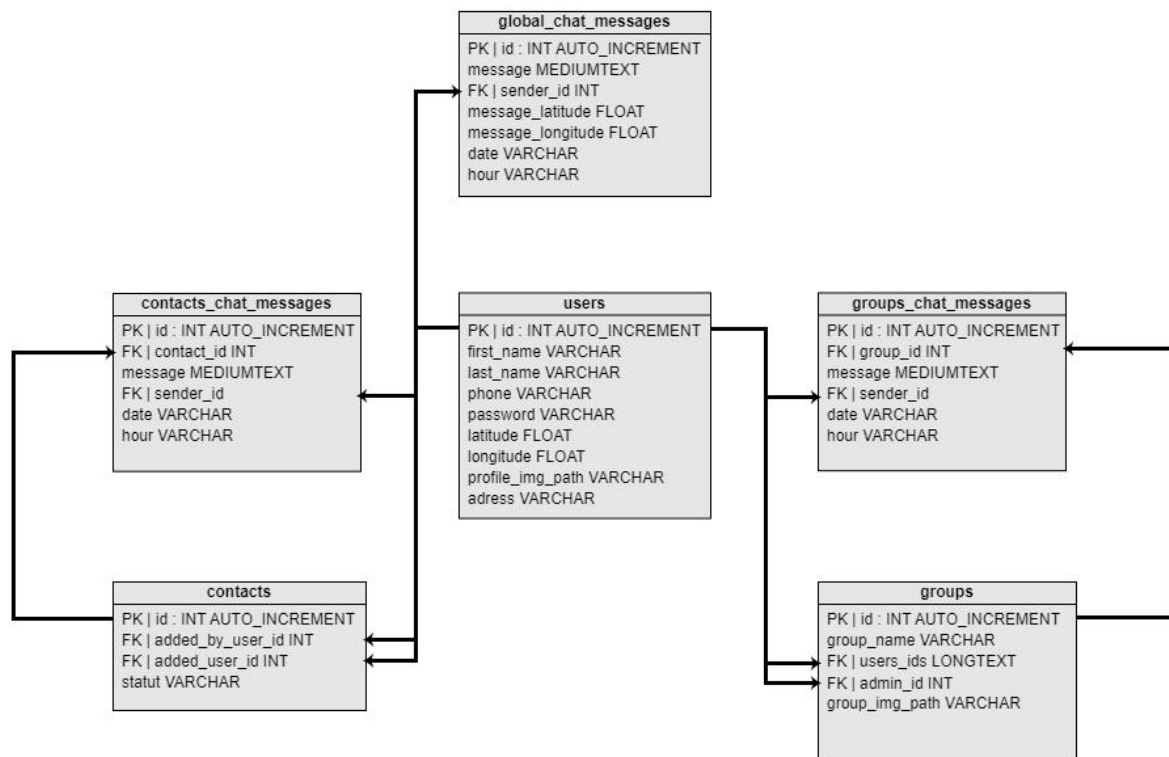 global_chat_messages
PK | id : INT AUTO_INCREMENT
message MEDIUMTEXT
FK | sender_id INT
message_latitude FLOAT
message_longitude FLOAT
date VARCHAR
hour VARCHAR
contacts_chat_messages
PK | id : INT AUTO_INCREMENT
FK | contact_id INT
message MEDIUMTEXT
FK | sender_id
date VARCHAR
hour VARCHAR
users
PK | id : INT AUTO_INCREMENT
first_name VARCHAR
last_name VARCHAR
phone VARCHAR
password VARCHAR
latitude FLOAT
longitude FLOAT
profile_img_path VARCHAR
adress VARCHAR
groups_chat_messages
PK | id : INT AUTO_INCREMENT
FK | group_id INT
message MEDIUMTEXT
FK | sender_id
date VARCHAR
hour VARCHAR
contacts
PK | id : INT AUTO_INCREMENT
FK | added_by_user_id INT
FK | added_user_id INT
statut VARCHAR
groups
PK | id : INT AUTO_INCREMENT
group_name VARCHAR
FK | users_ids LONGTEXT
FK | admin_id INT
group_img_path VARCHAR